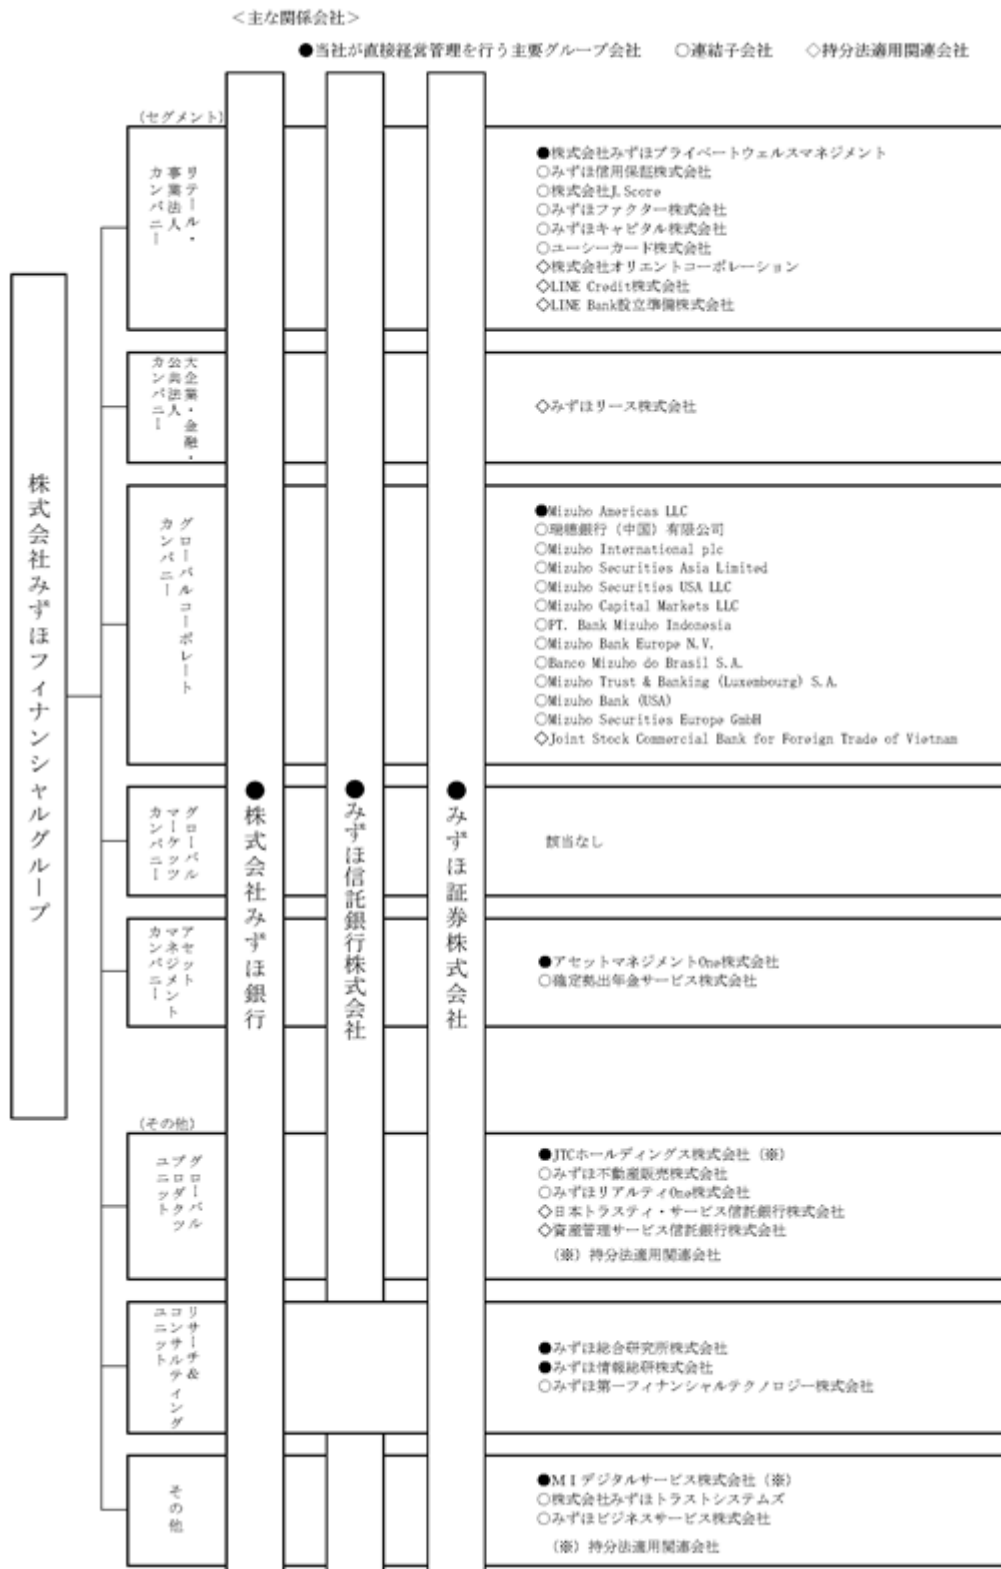 ＜主な関係会社＞
●当社が直接経営管理を行う主要グループ会社　○連結子会社　◇持分法適用関連会社
株式会社みずほフィナンシャルグループ
（セグメント）
●株式会社みずほ銀行
●みずほ信託銀行株式会社
●みずほ証券株式会社
リテール・
事業法人
カンパニー
●株式会社みずほプライベートウェルスマネジメント
○みずほ信用保証株式会社
○株式会社J.Score
○みずほファクター株式会社
○みずほキャピタル株式会社
○ユーシーカード株式会社
◇株式会社オリエントコーポレーション
◇LINE Credit株式会社
◇LINE Bank設立準備株式会社
大企業・金融・
公共法人
カンパニー
◇みずほリース株式会社
グローバルコーポレート
カンパニー
●Mizuho Americas LLC
○瑞穂銀行（中国）有限公司
○Mizuho International plc
○Mizuho Securities Asia Limited
○Mizuho Securities USA LLC
○Mizuho Capital Markets LLC
○PT. Bank Mizuho Indonesia
○Mizuho Bank Europe N.V.
○Banco Mizuho do Brasil S.A.
○Mizuho Trust & Banking (Luxembourg) S.A.
○Mizuho Bank (USA)
○Mizuho Securities Europe GmbH
◇Joint Stock Commercial Bank for Foreign Trade of Vietnam
グローバル
マーケッツ
カンパニー
該当なし
アセット
マネジメント
カンパニー
●アセットマネジメントOne株式会社
○確定拠出年金サービス株式会社
（その他）
グローバル
プロダクツ
ユニット
●JTCホールディングス株式会社（※）
○みずほ不動産販売株式会社
○みずほリアルティOne株式会社
◇日本トラスティ・サービス信託銀行株式会社
◇資産管理サービス信託銀行株式会社
（※）持分法適用関連会社
リサーチ＆
コンサルティング
ユニット
●みずほ総合研究所株式会社
●みずほ情報総研株式会社
○みずほ第一フィナンシャルテクノロジー株式会社
その他
●ＭＩデジタルサービス株式会社（※）
○株式会社みずほトラストシステムズ
○みずほビジネスサービス株式会社
（※）持分法適用関連会社